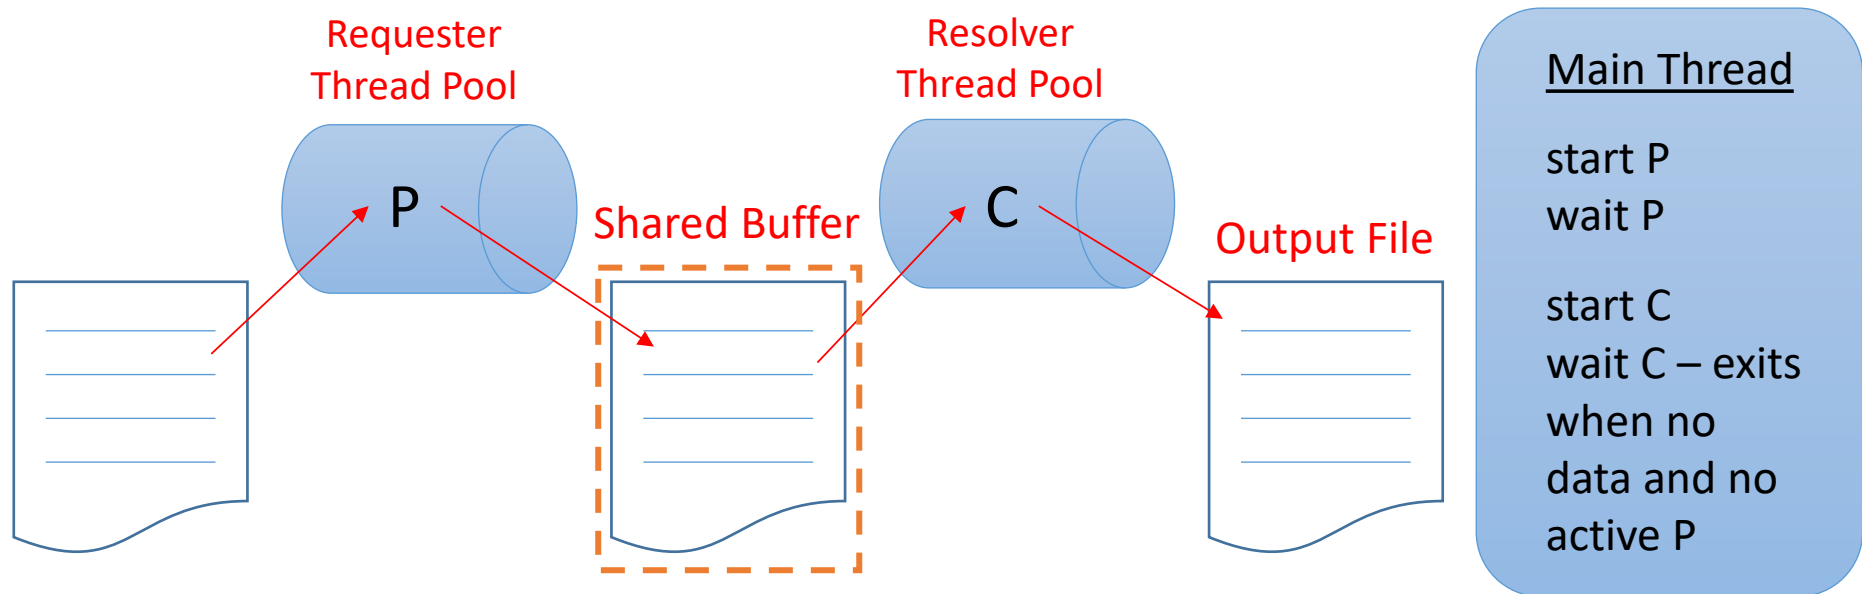 Requester
Thread Pool
P
Shared Buffer
Resolver
Thread Pool
C
Output File
Main Thread
start P
wait P
start C
wait C – exits
when no
data and no
active P